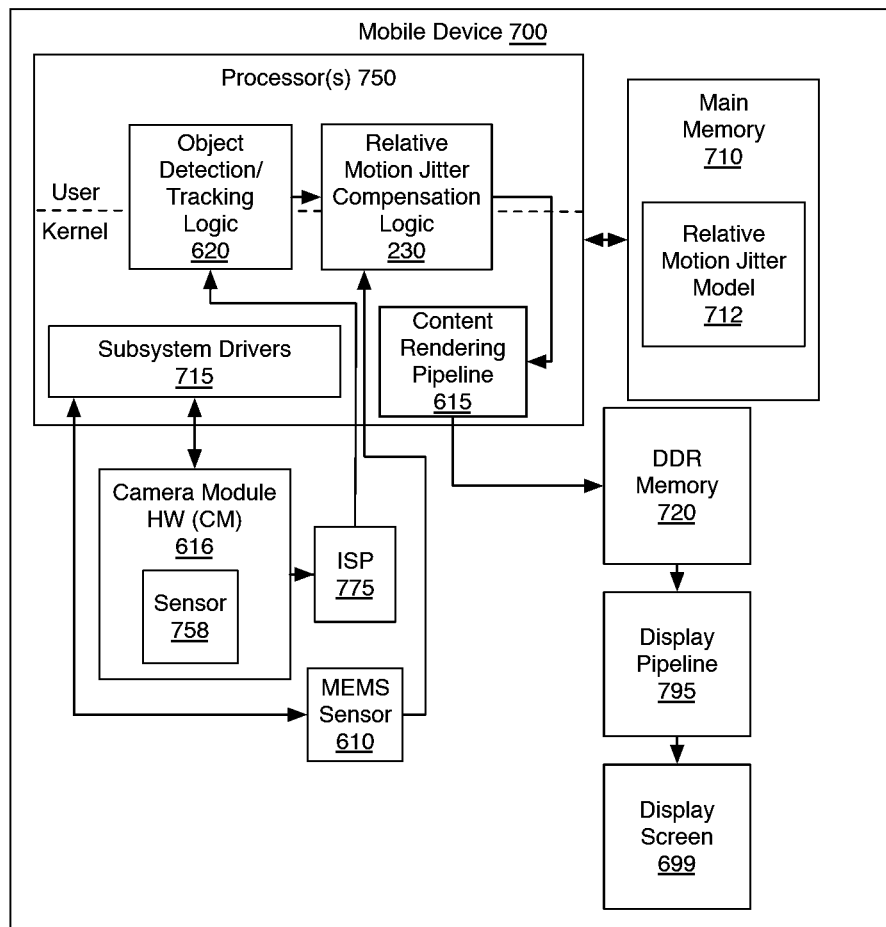 Mobile Device 700
Processor(s) 750
Object
Detection/
Tracking
Logic
620
Relative
Motion Jitter
Compensation
Logic
230
User
Kernel
Main
Memory
710
Relative
Motion Jitter
Model
712
Subsystem Drivers
715
Content
Rendering
Pipeline
615
Camera Module
HW (CM)
616
Sensor
758
ISP
775
MEMS
Sensor
610
DDR
Memory
720
Display
Pipeline
795
Display
Screen
699